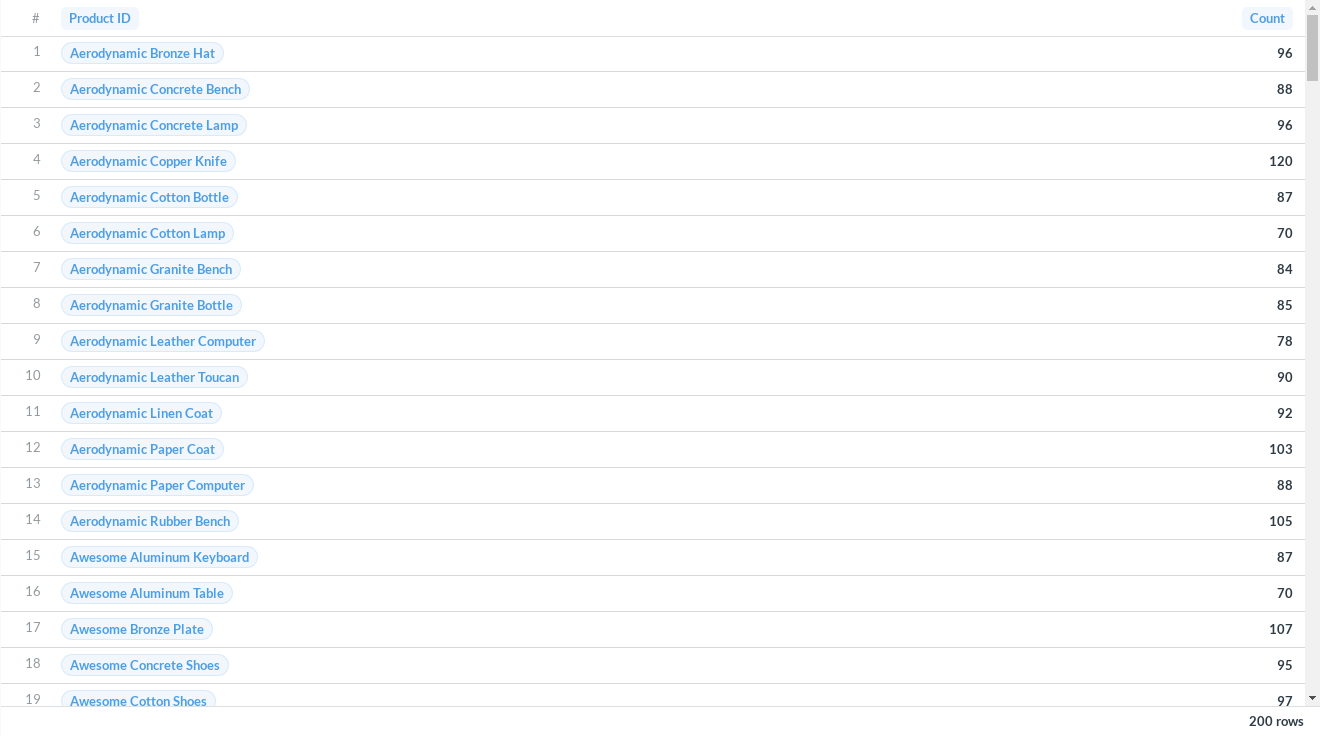 # Product ID Count
1 Aerodynamic Bronze Hat 96
2 Aerodynamic Concrete Bench 88
3 Aerodynamic Concrete Lamp 96
4 Aerodynamic Copper Knife 120
5 Aerodynamic Cotton Bottle 87
6 Aerodynamic Cotton Lamp 70
7 Aerodynamic Granite Bench 84
8 Aerodynamic Granite Bottle 85
9 Aerodynamic Leather Computer 78
10 Aerodynamic Leather Toucan 90
11 Aerodynamic Linen Coat 92
12 Aerodynamic Paper Coat 103
13 Aerodynamic Paper Computer 88
14 Aerodynamic Rubber Bench 105
15 Awesome Aluminum Keyboard 87
16 Awesome Aluminum Table 70
17 Awesome Bronze Plate 107
18 Awesome Concrete Shoes 95
19 Awesome Cotton Shoes 97
200 rows